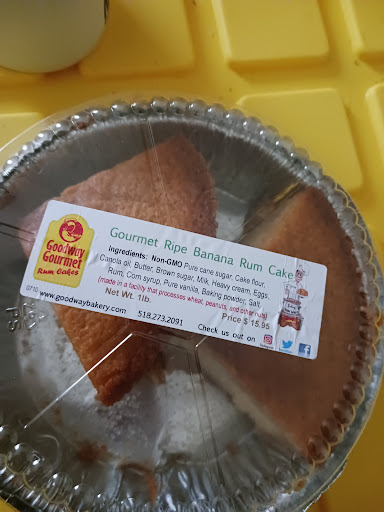 GoodWay
Gourmet
Rum Cakes
Gourmet Ripe Banana Rum Cake
Ingredients: Non-GMO Pure cane sugar, Cake flour,
Canola oil, Butter, Brown sugar, Milk, Heavy cream, Eggs,
Rum, Corn syrup, Pure vanilla, Baking powder, Salt,
(made in a facility that processes wheat, peanuts, and other nuts)
Net Wt. 1lb.
Price $ 15.95
0710
www.goodwaybakery.com
518.273.2091
Check us out on